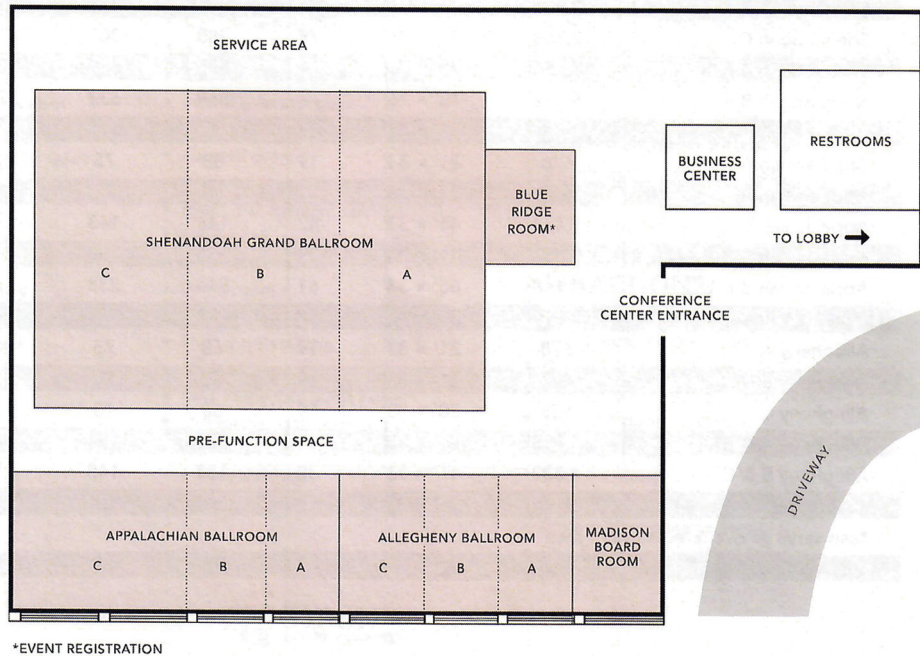 SERVICE AREA
RESTROOMS
BUSINESS
CENTER
BLUE
RIDGE
ROOM*
TO LOBBY
SHENANDOAH GRAND BALLROOM
C
B
A
CONFERENCE
CENTER ENTRANCE
PRE-FUNCTION SPACE
DRIVEWAY
APPALACHIAN BALLROOM
C
B
A
ALLEGHENY BALLROOM
C
B
A
MADISON
BOARD
ROOM
*EVENT REGISTRATION